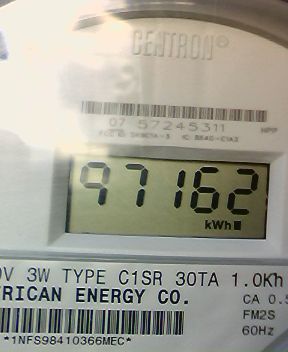 CENTRON®
07 57245311
97162
kWh
0V 3W TYPE C1SR 30TA 1.0Kh
RICAN ENERGY CO.
CA 0.5
FM2S
60Hz
*1NFS98410366MEC*